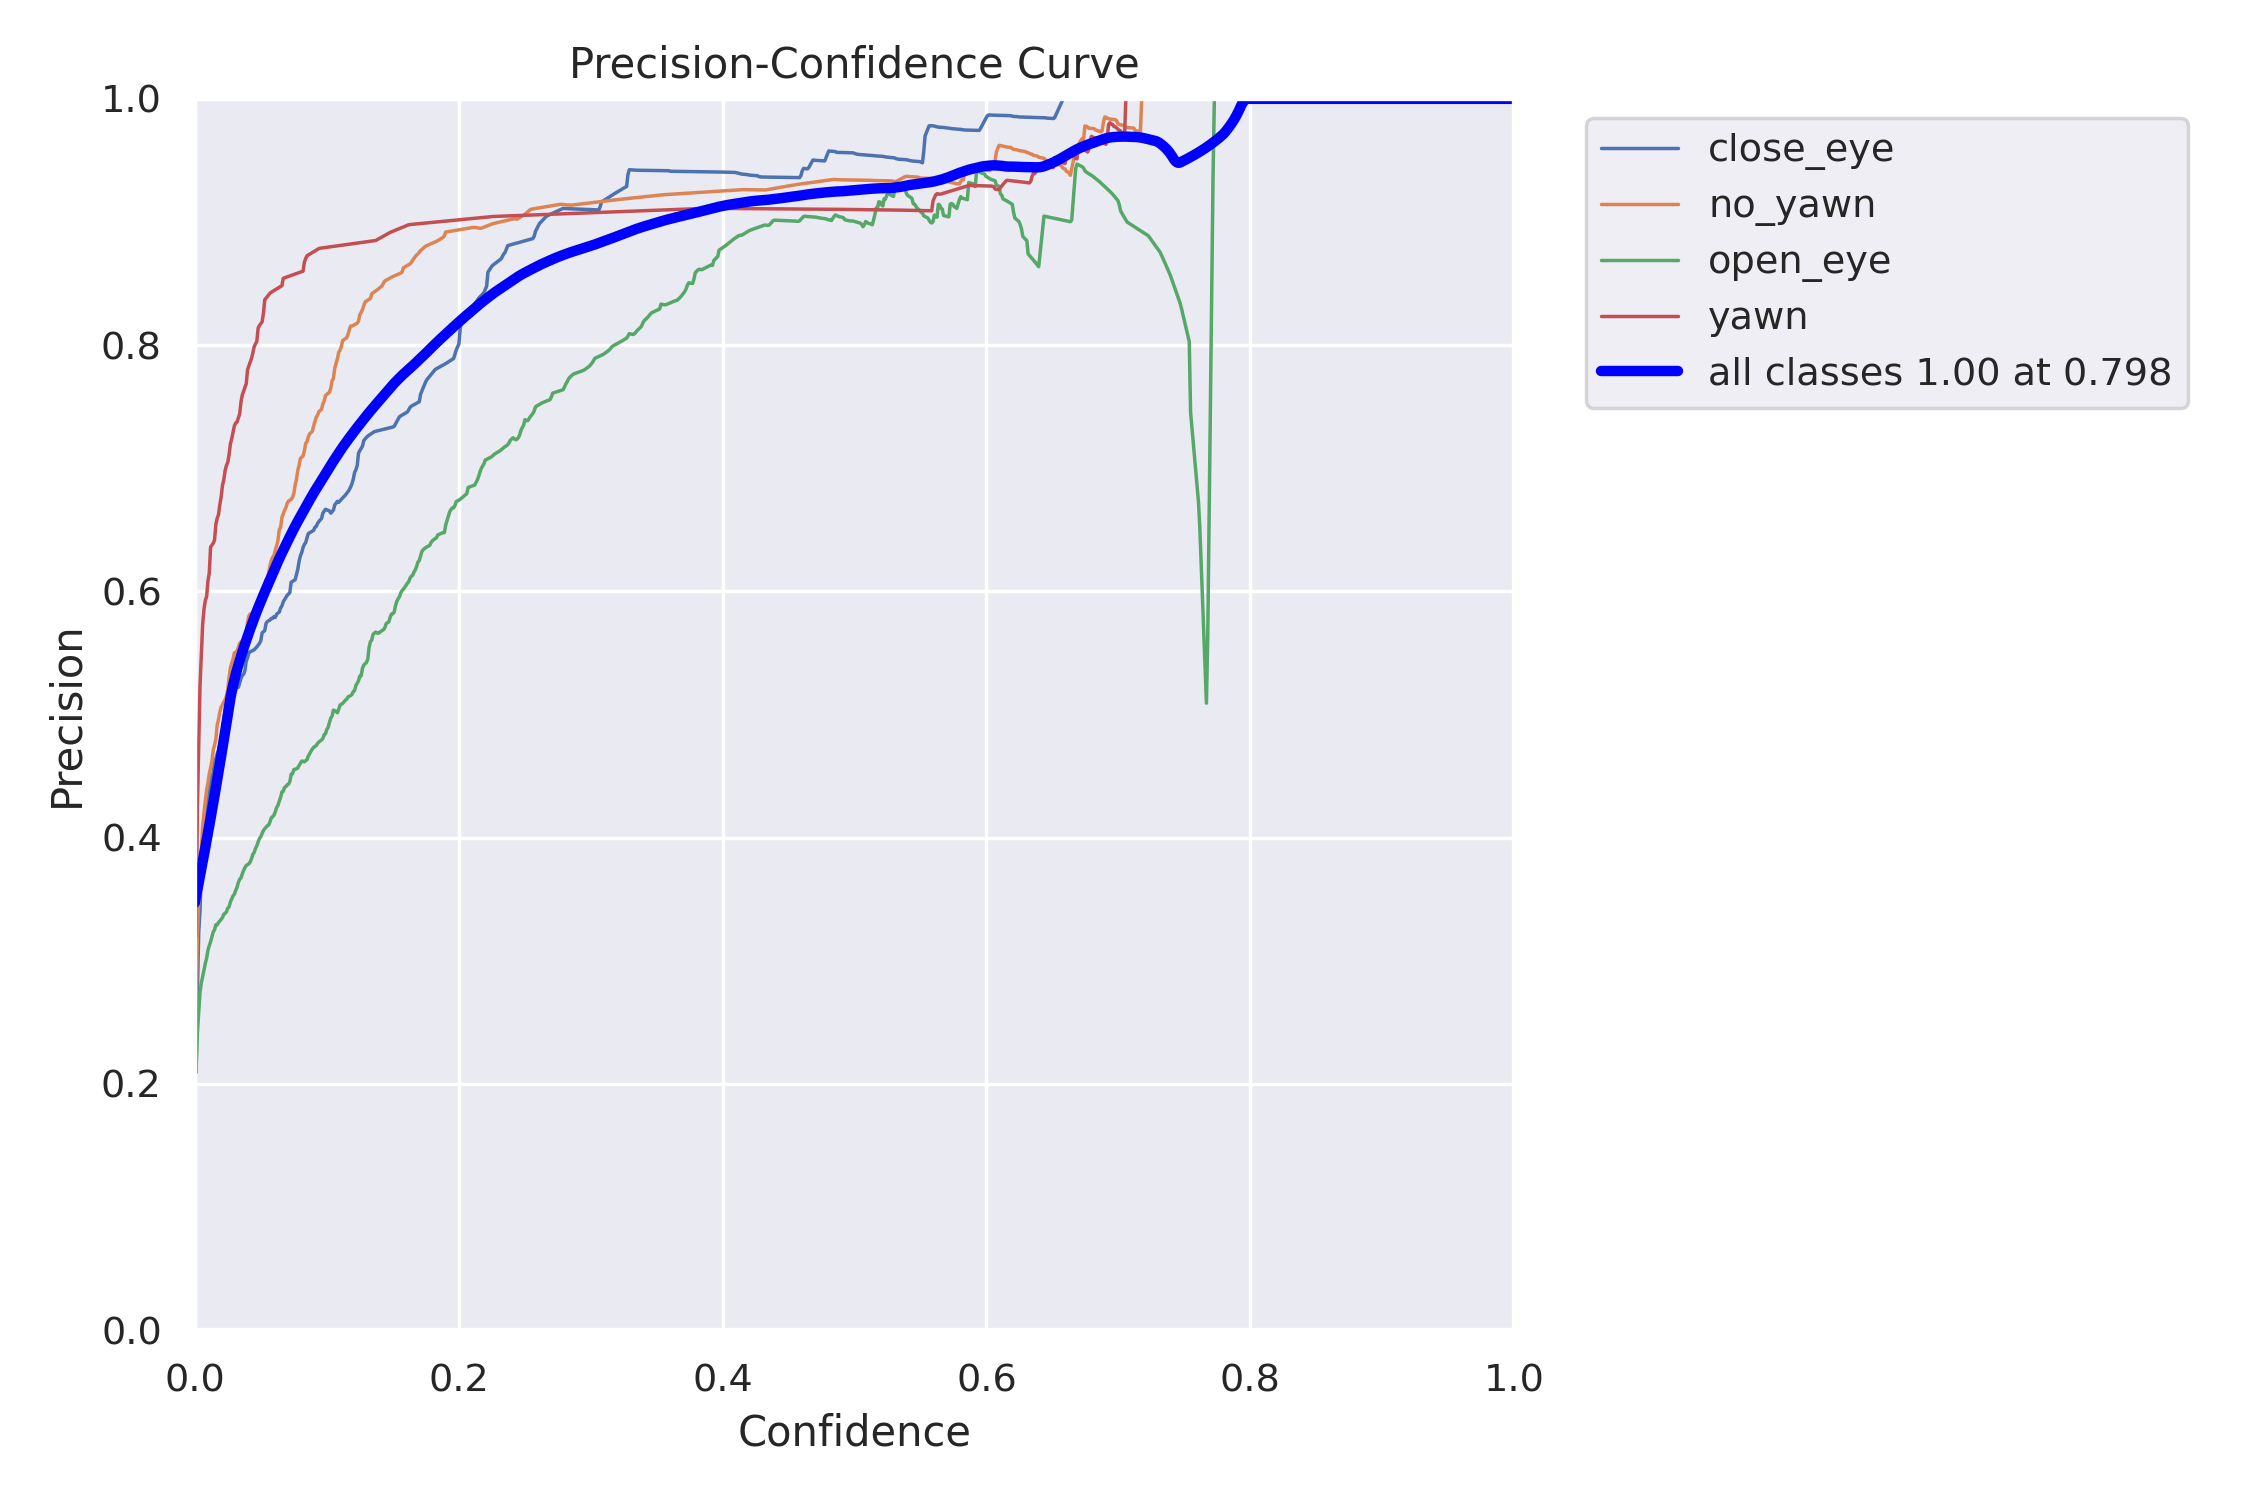 Precision-Confidence Curve
1.0
0.8
0.6
0.4
0.2
0.0
Precision
0.0 0.2 0.4 0.6 0.8 1.0
Confidence
close_eye
no_yawn
open_eye
yawn
all classes 1.00 at 0.798